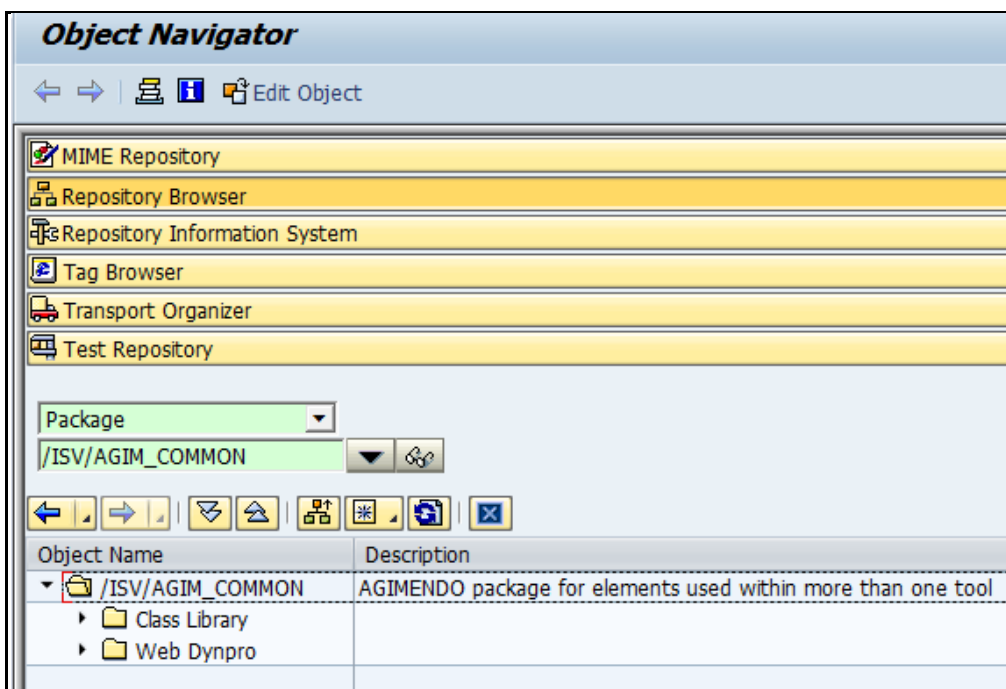 Object Navigator
Edit Object
MIME Repository
Repository Browser
Repository Information System
Tag Browser
Transport Organizer
Test Repository
Package
/ISV/AGIM_COMMON
Object Name Description
/ISV/AGIM_COMMON AGIMENDO package for elements used within more than one tool
Class Library
Web Dynpro